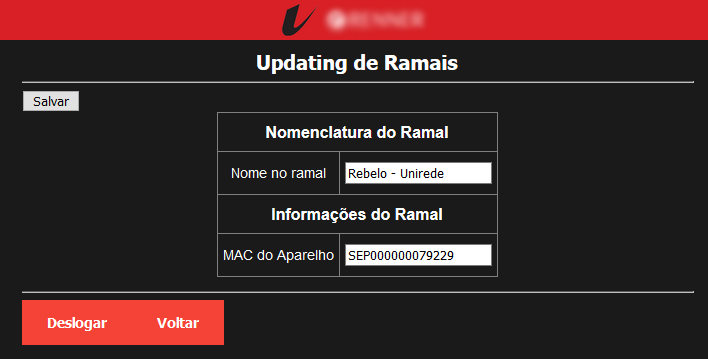 RENNER
Updating de Ramais
Salvar
Nomenclatura do Ramal
Nome no ramal
Rebelo - Unirede
Informações do Ramal
MAC do Aparelho
SEP000000079229
Deslogar
Voltar